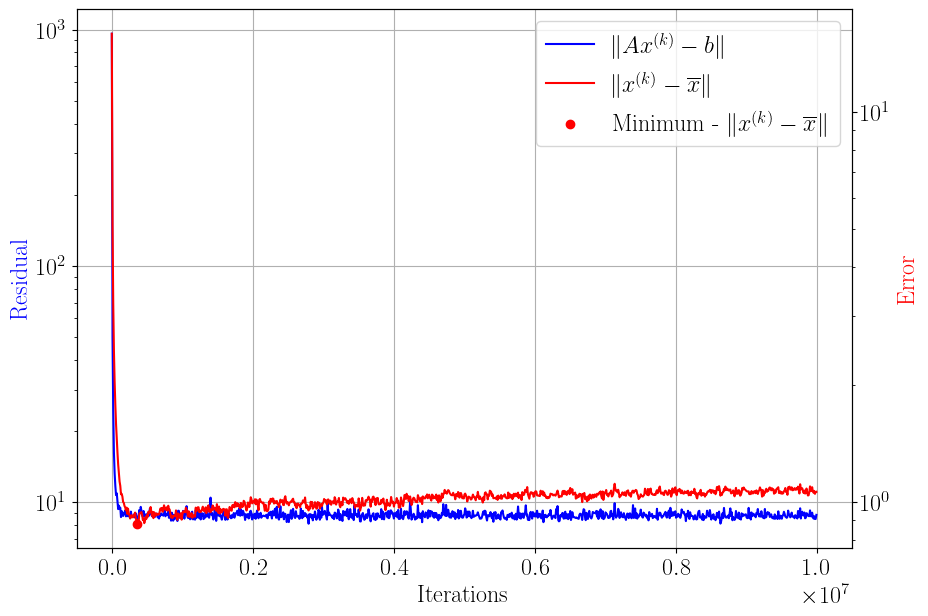 10³
10²
10¹
Residual
‖Ax⁽ᵏ⁾ − b‖
‖x⁽ᵏ⁾ − x̅‖
Minimum - ‖x⁽ᵏ⁾ − x̅‖
10¹
10⁰
Error
0.0 0.2 0.4 0.6 0.8 1.0
Iterations
×10⁷